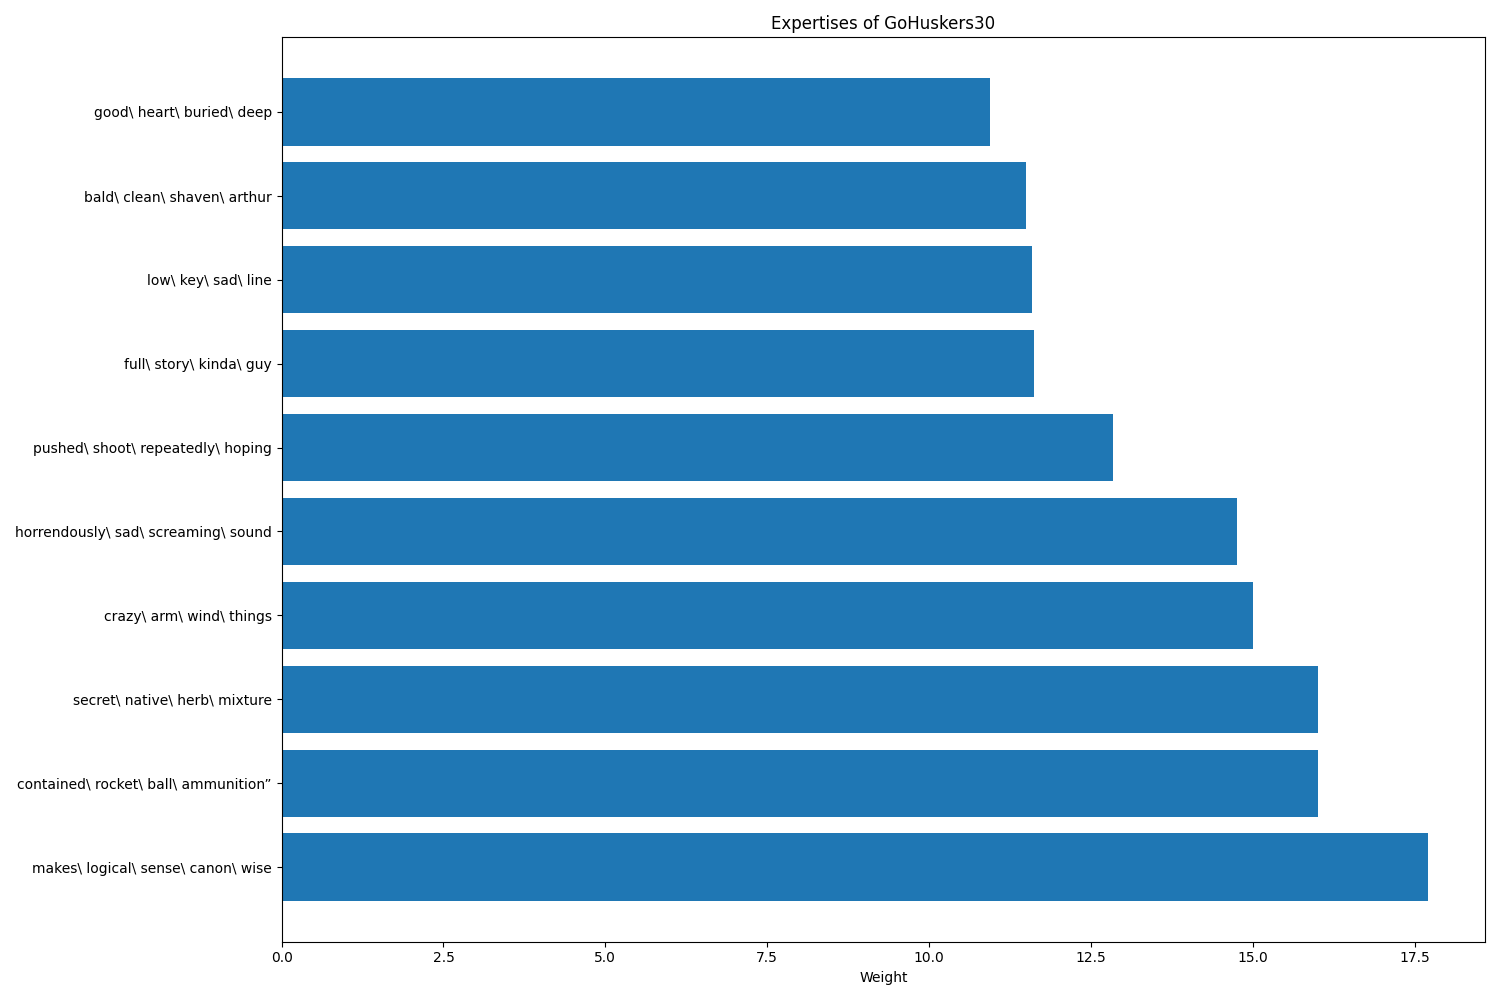 Expertises of GoHuskers30
good\ heart\ buried\ deep
bald\ clean\ shaven\ arthur
low\ key\ sad\ line
full\ story\ kinda\ guy
pushed\ shoot\ repeatedly\ hoping
horrendously\ sad\ screaming\ sound
crazy\ arm\ wind\ things
secret\ native\ herb\ mixture
contained\ rocket\ ball\ ammunition”
makes\ logical\ sense\ canon\ wise
0.0 2.5 5.0 7.5 10.0 12.5 15.0 17.5
Weight